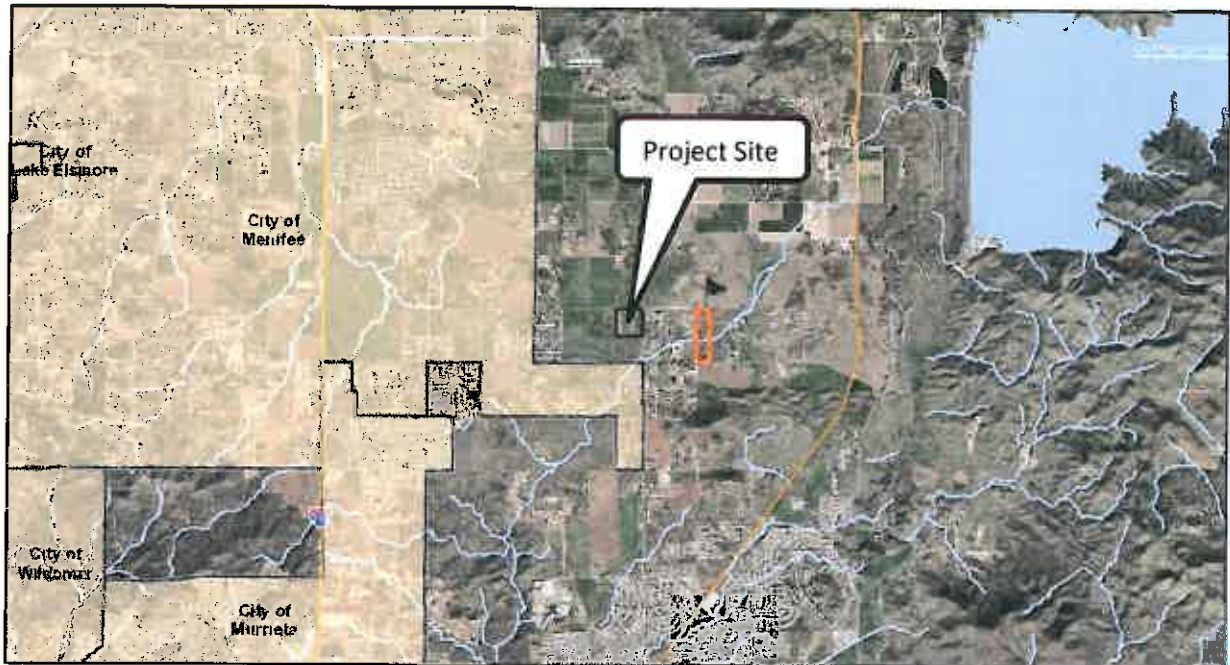 Project Site
City of
Lake Elsinore
City of
Menifee
City of
Wildomar
City of
Murrieta